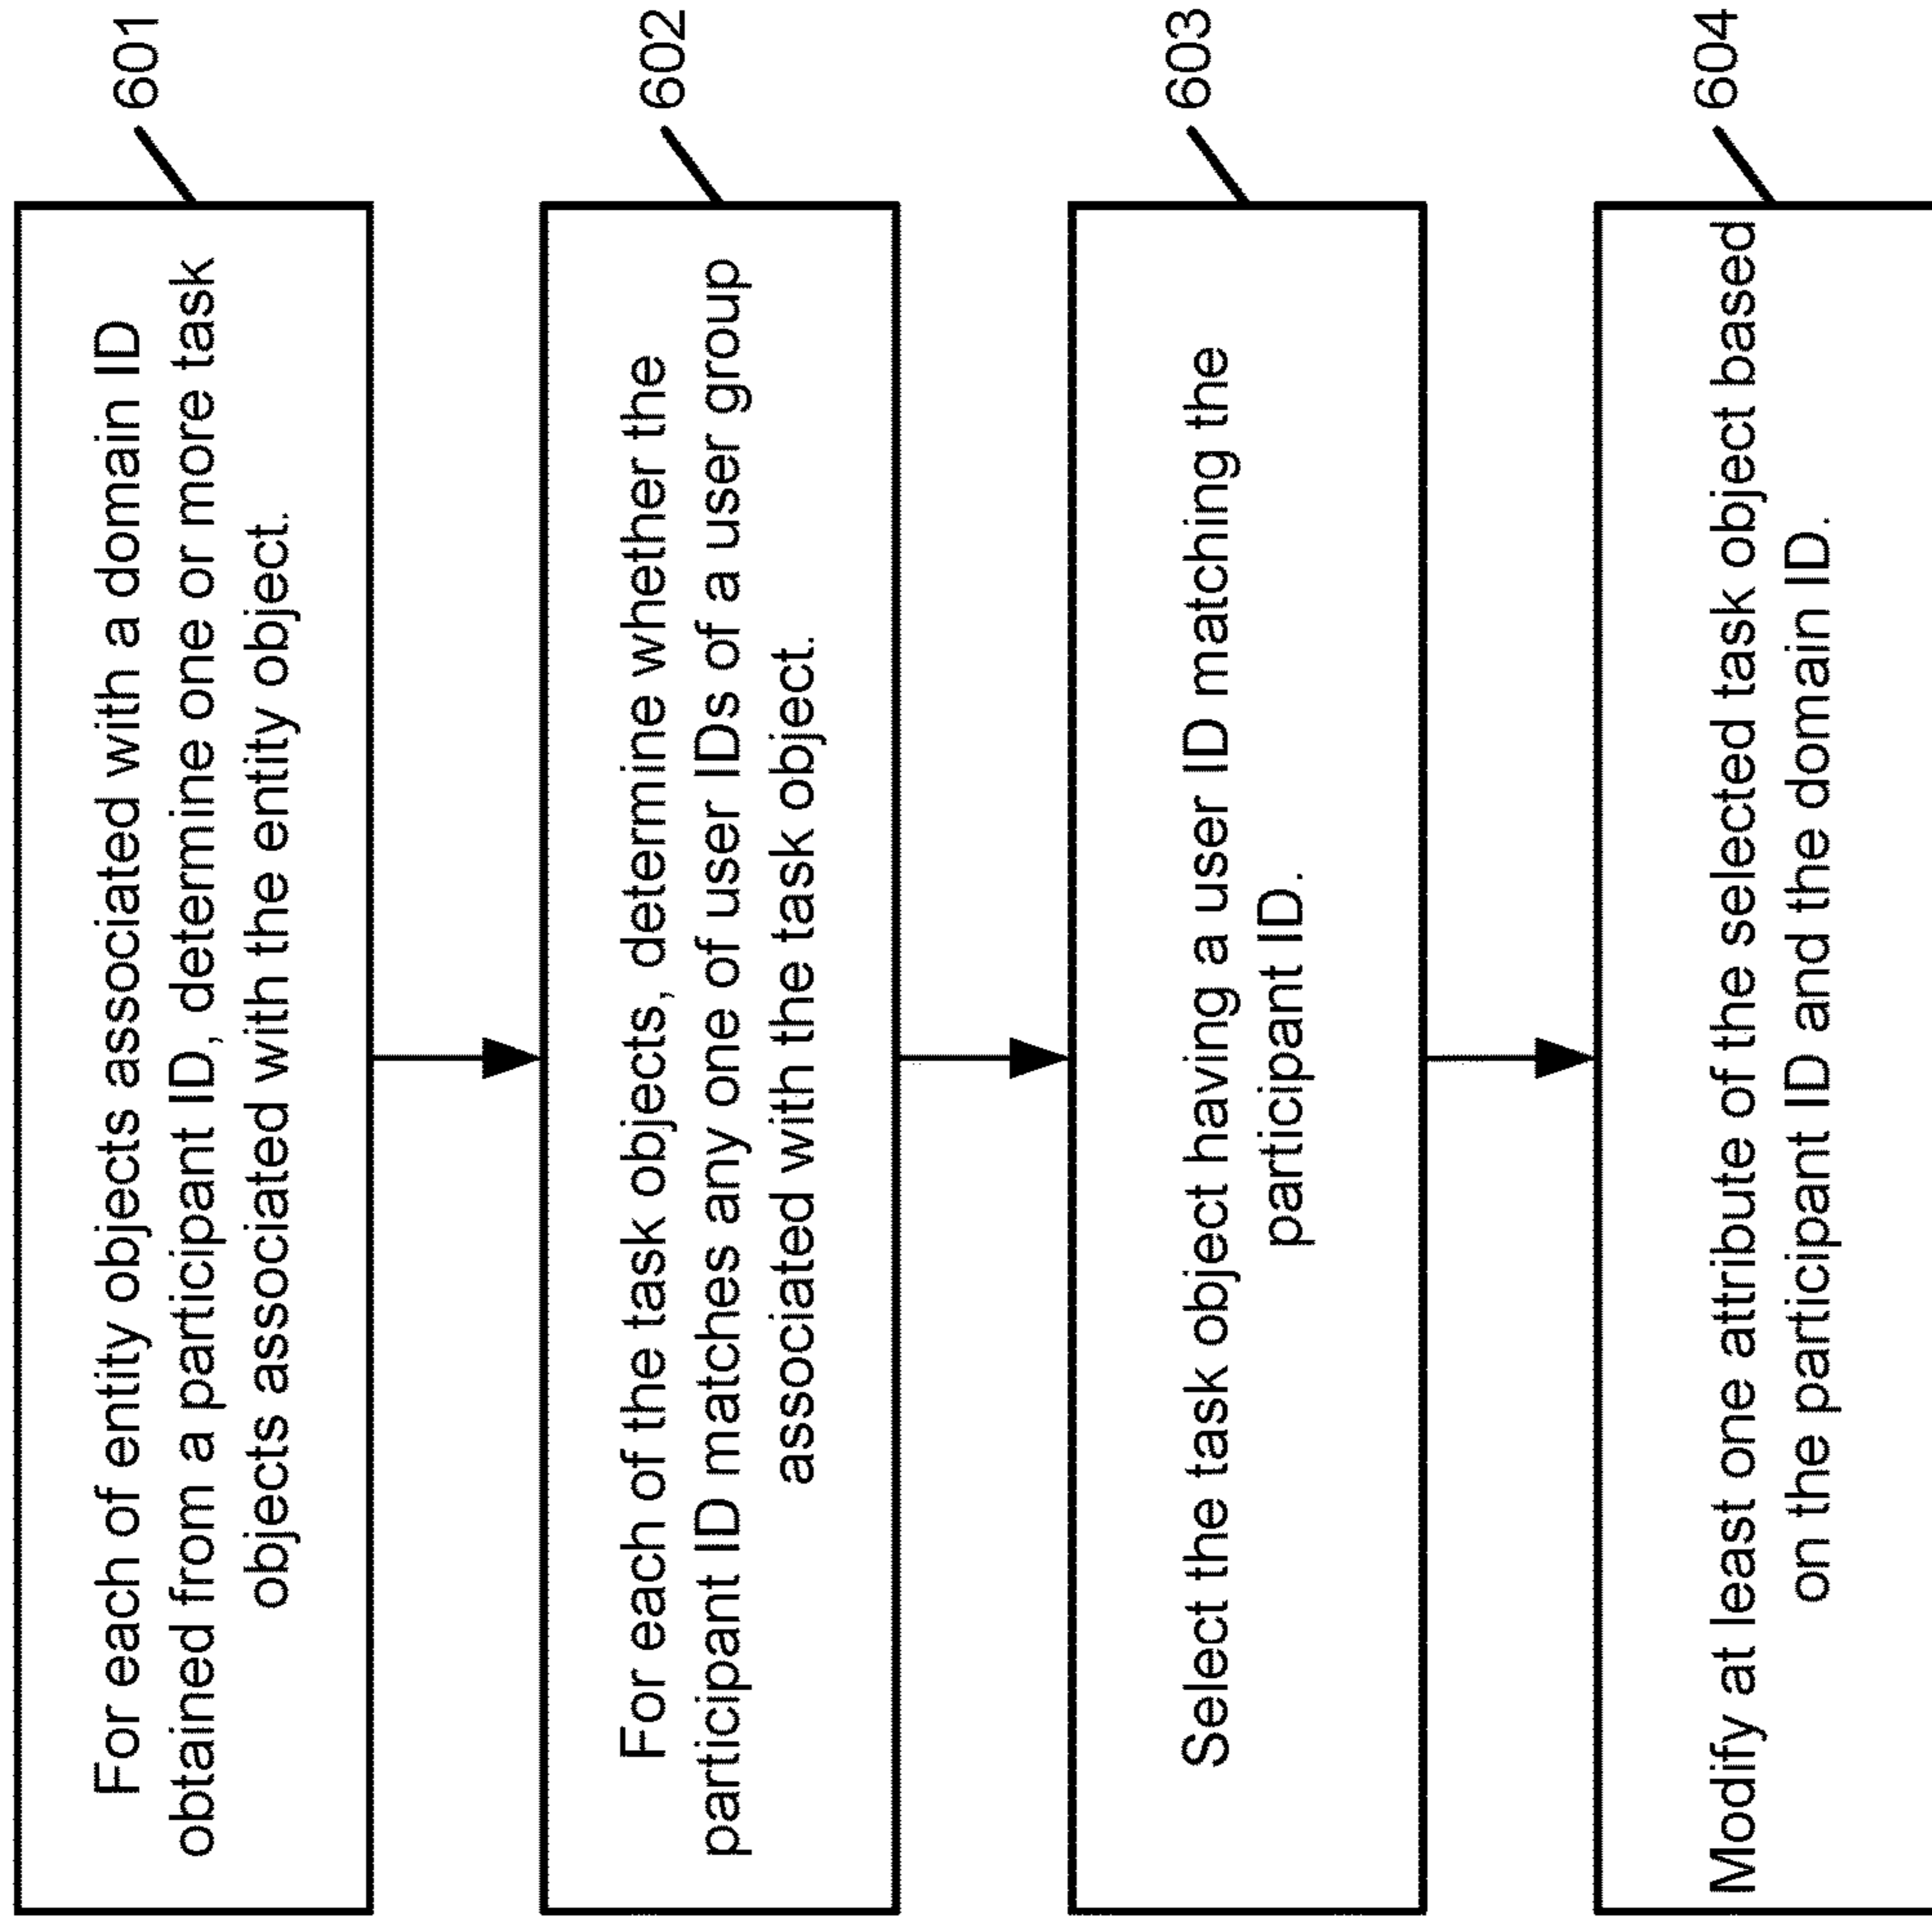 For each of entity objects associated with a domain ID
obtained from a participant ID, determine one or more task
objects associated with the entity object.
601
For each of the task objects, determine whether the
participant ID matches any one of user IDs of a user group
associated with the task object.
602
Select the task object having a user ID matching the
participant ID.
603
Modify at least one attribute of the selected task object based
on the participant ID and the domain ID.
604